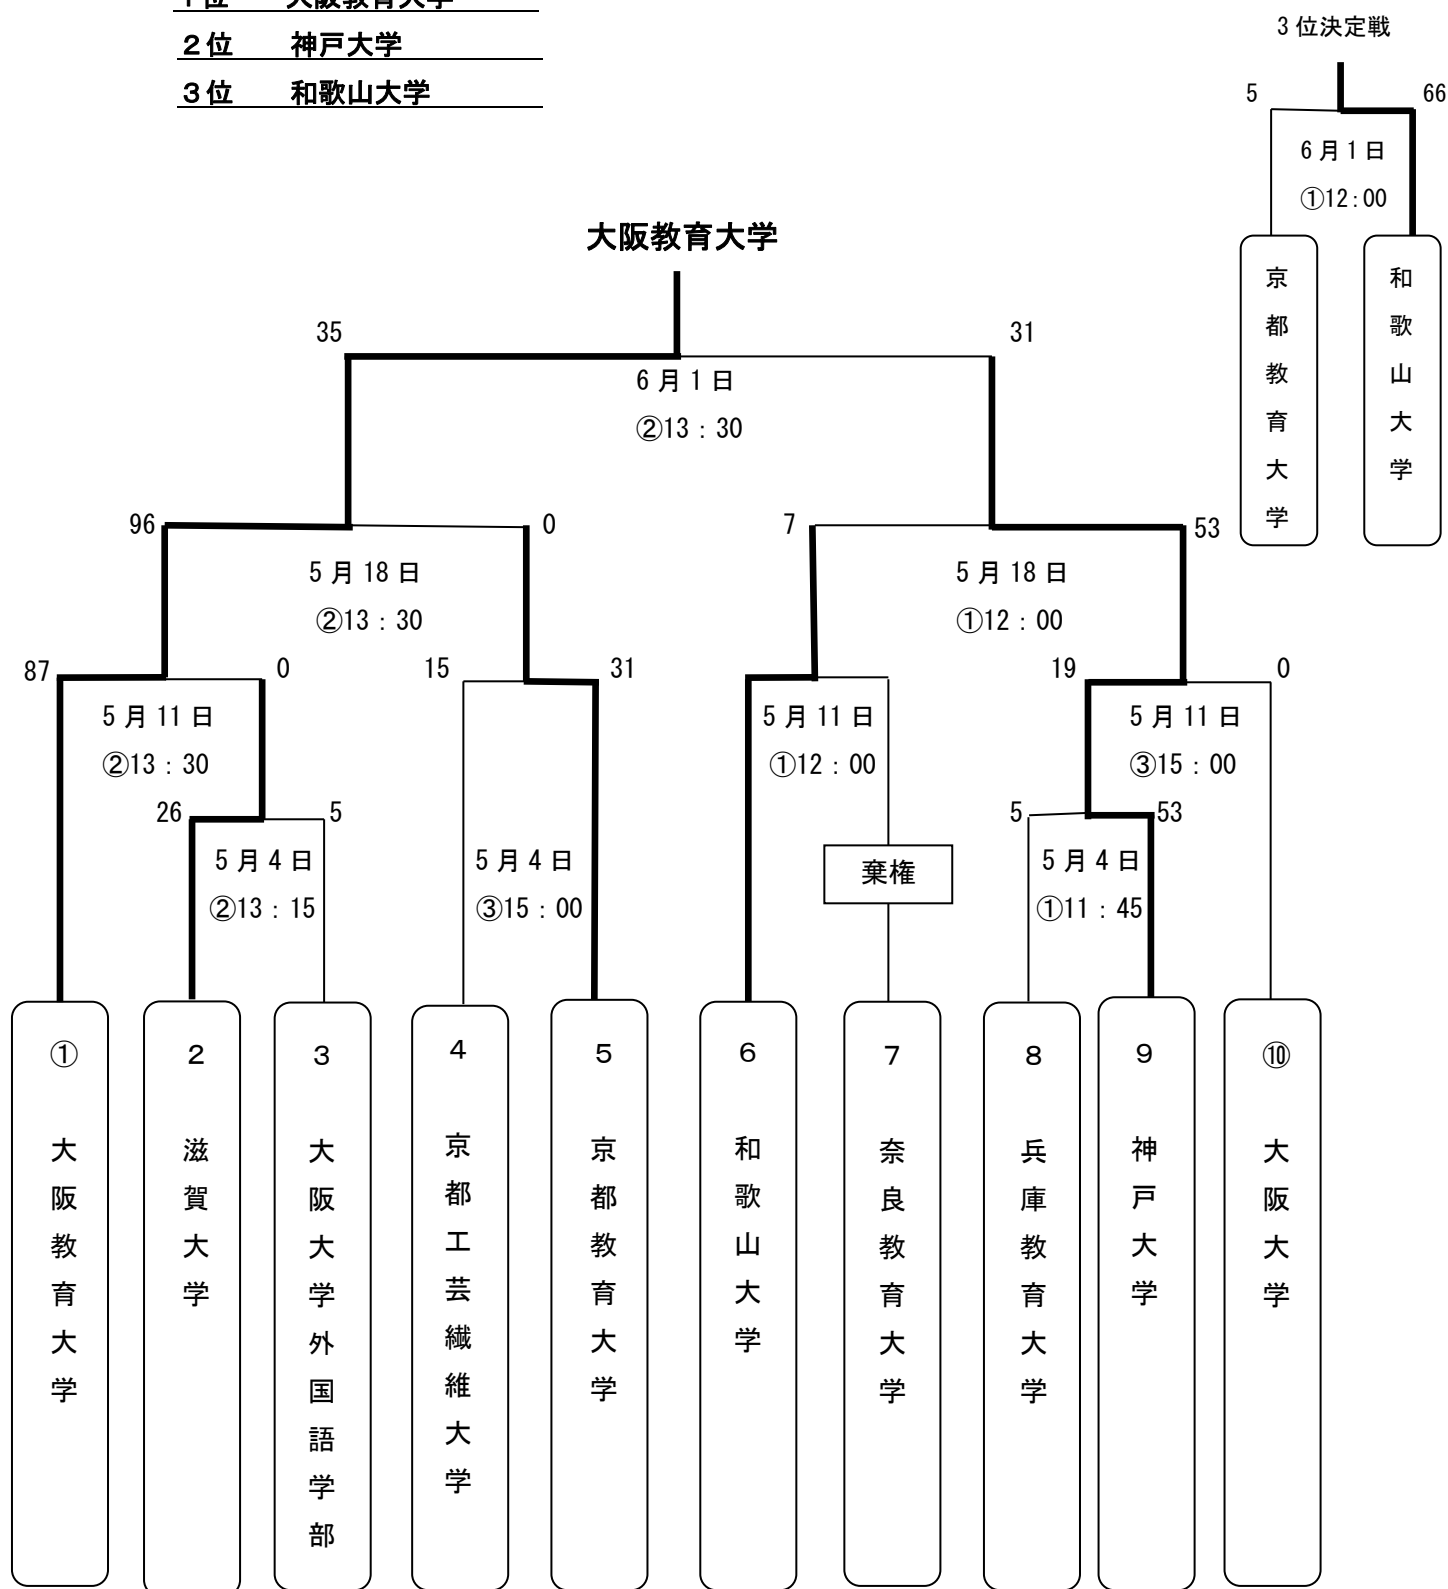 1位 大阪教育大学
2位 神戸大学
3位 和歌山大学
3位決定戦
5 66
6月1日
①12:00
京都教育大学
和歌山大学
大阪教育大学
35 31
6月1日
②13：30
96 0
5月18日
②13：30
7 53
5月18日
①12：00
87 0
5月11日
②13：30
15 31
5月11日
①12：00
19 0
5月11日
③15：00
26 5
5月4日
②13：15
5月4日
③15：00
棄権
5 53
5月4日
①11：45
① 大阪教育大学
2 滋賀大学
3 大阪大学外国語学部
4 京都工芸繊維大学
5 京都教育大学
6 和歌山大学
7 奈良教育大学
8 兵庫教育大学
9 神戸大学
⑩ 大阪大学